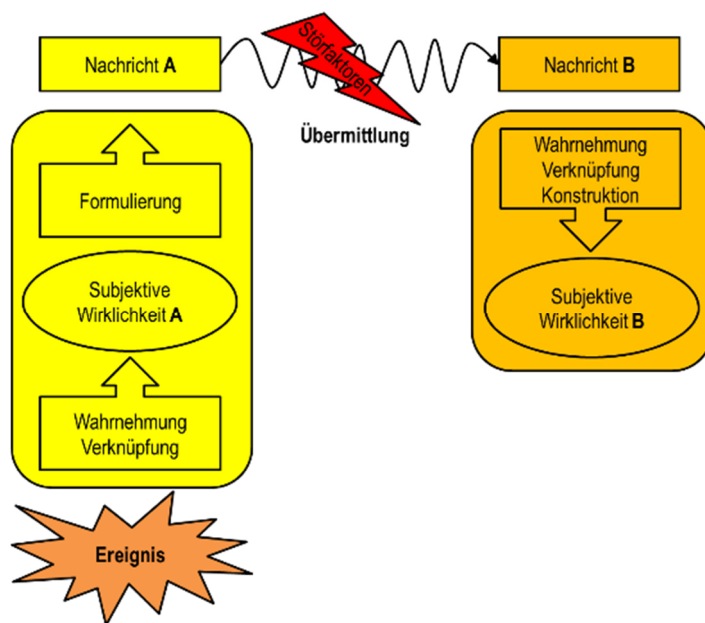 Nachricht A
Störfaktoren
Nachricht B
Übermittlung
Formulierung
Subjektive
Wirklichkeit A
Wahrnehmung
Verknüpfung
Ereignis
Wahrnehmung
Verknüpfung
Konstruktion
Subjektive
Wirklichkeit B